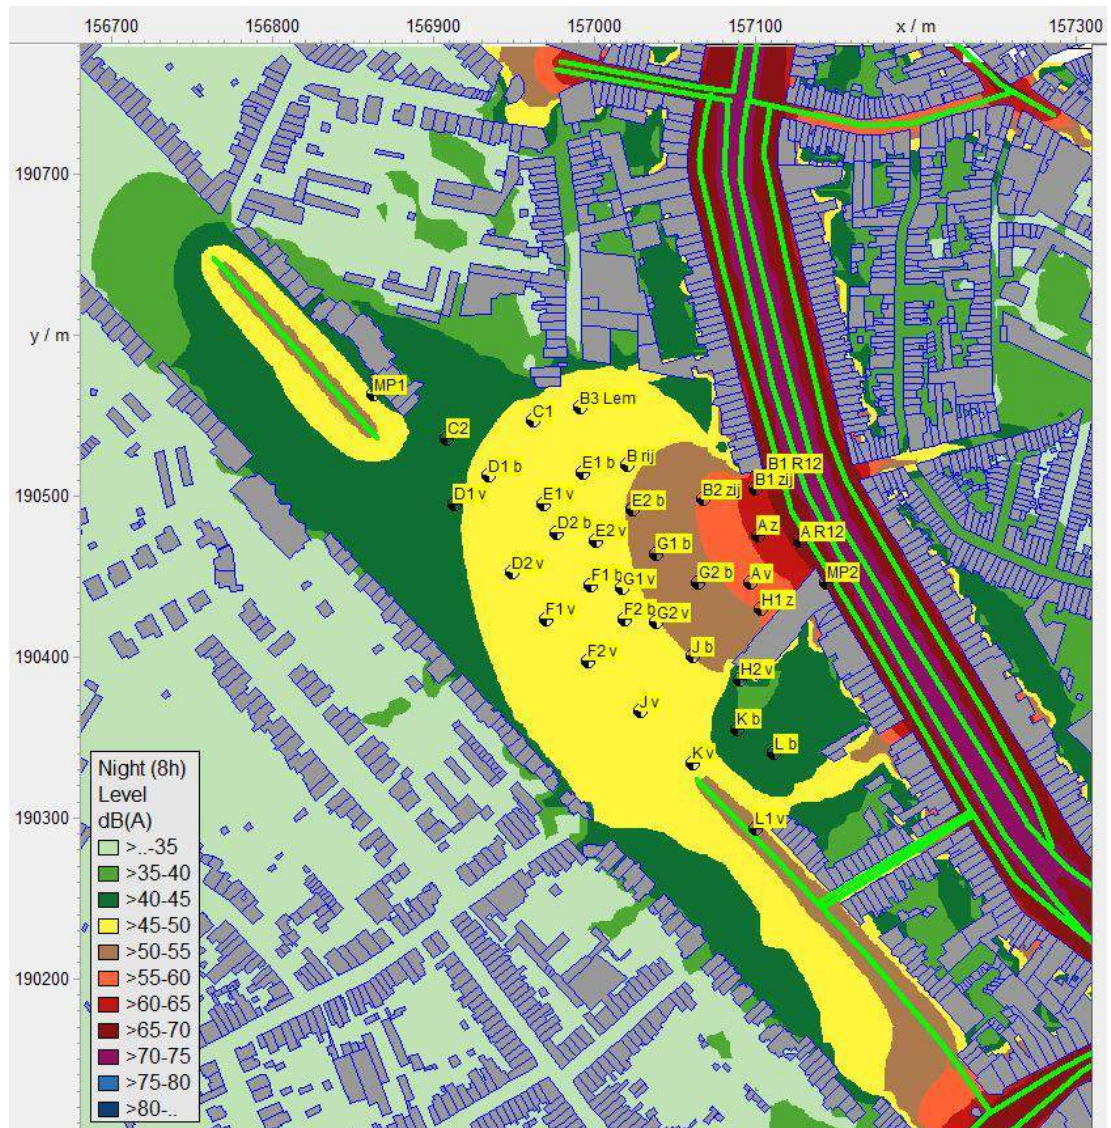 156700 156800 156900 157000 157100 x / m 157300
190700
y / m
190500
190400
190300
190200
MP1
C2
C1
B3 Lem
D1 b
E1 b
B rij
D1 v
E1 v
E2 b
B2 zij
B1 R12
B1 zij
D2 b
E2 v
A z
A R12
G1 b
D2 v
F1 b
G1 v
G2 b
A v
MP2
F1 v
F2 b
G2 v
H1 z
F2 v
J b
H2 v
J v
K b
L b
K v
L1 v
Night (8h)
Level
dB(A)
>..-35
>35-40
>40-45
>45-50
>50-55
>55-60
>60-65
>65-70
>70-75
>75-80
>80-..